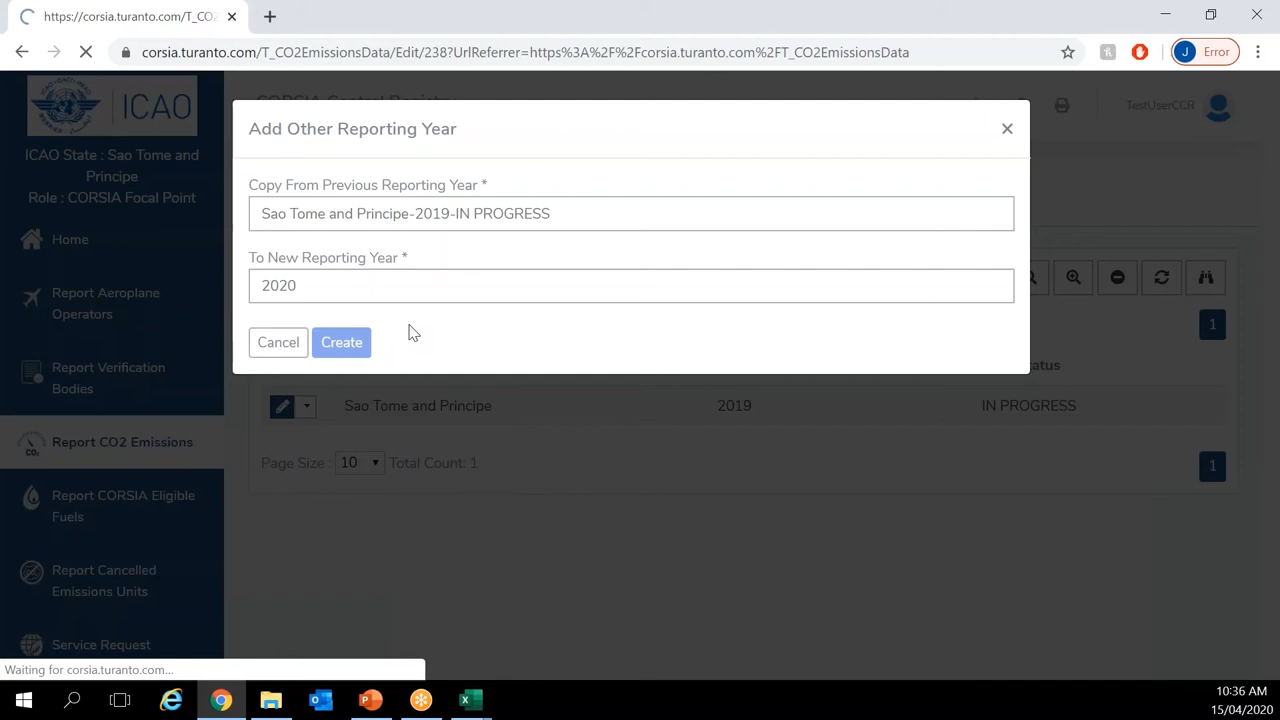 https://corsia.turanto.com/T_CO2
corsia.turanto.com/T_CO2EmissionsData/Edit/238?UrlReferrer=https%3A%2F%2Fcorsia.turanto.com%2FT_CO2EmissionsData
J Error
ICAO
CORSIA Central Registry
TestUserCCR
ICAO State : Sao Tome and
Principe
Role : CORSIA Focal Point
Home
Report Aeroplane
Operators
Report Verification
Bodies
CO2
Report CO2 Emissions
Report CORSIA Eligible
Fuels
Report Cancelled
Emissions Units
Service Request
Add Other Reporting Year
Copy From Previous Reporting Year *
Sao Tome and Principe-2019-IN PROGRESS
To New Reporting Year *
2020
Cancel Create
1
Sao Tome and Principe 2019 IN PROGRESS
Page Size : 10 Total Count: 1
1
Waiting for corsia.turanto.com...
10:36 AM
15/04/2020